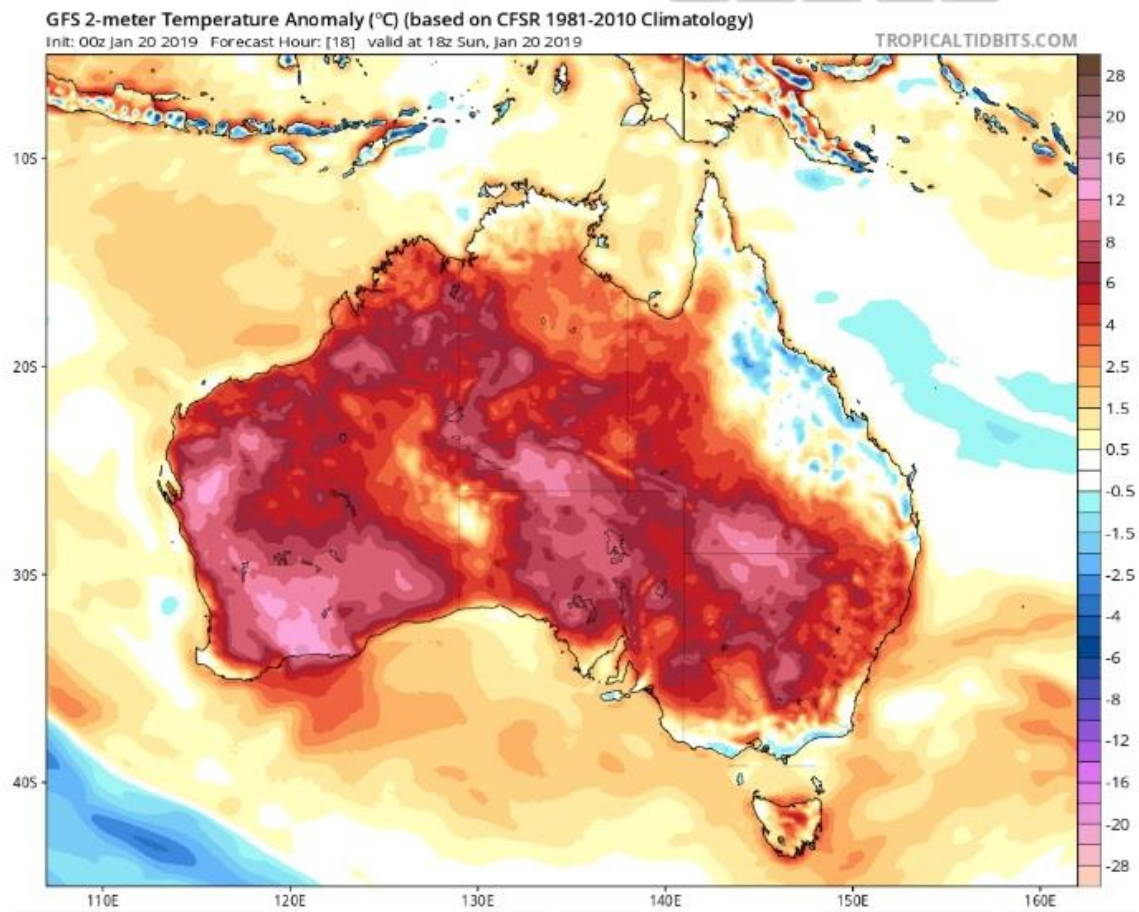 GFS 2-meter Temperature Anomaly (°C) (based on CFSR 1981-2010 Climatology)
Init: 00z Jan 20 2019 Forecast Hour: [18] valid at 18z Sun, Jan 20 2019 TROPICALTIDBITS.COM
28
20
16
12
8
6
4
2.5
1.5
0.5
-0.5
-1.5
-2.5
-4
-6
-8
-12
-16
-20
-28
10S
20S
30S
40S
110E 120E 130E 140E 150E 160E